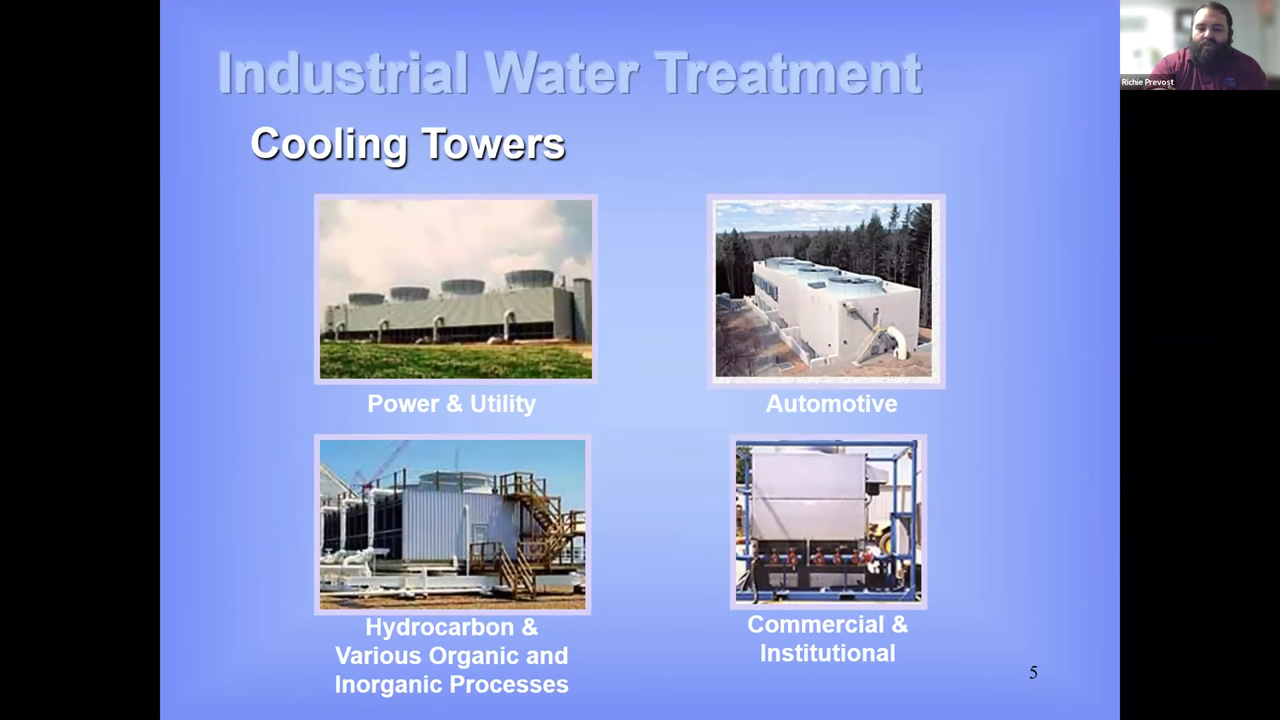 Industrial Water Treatment
Richie Prevost
Cooling Towers
Power & Utility
Automotive
Hydrocarbon &
Various Organic and
Inorganic Processes
Commercial &
Institutional
5